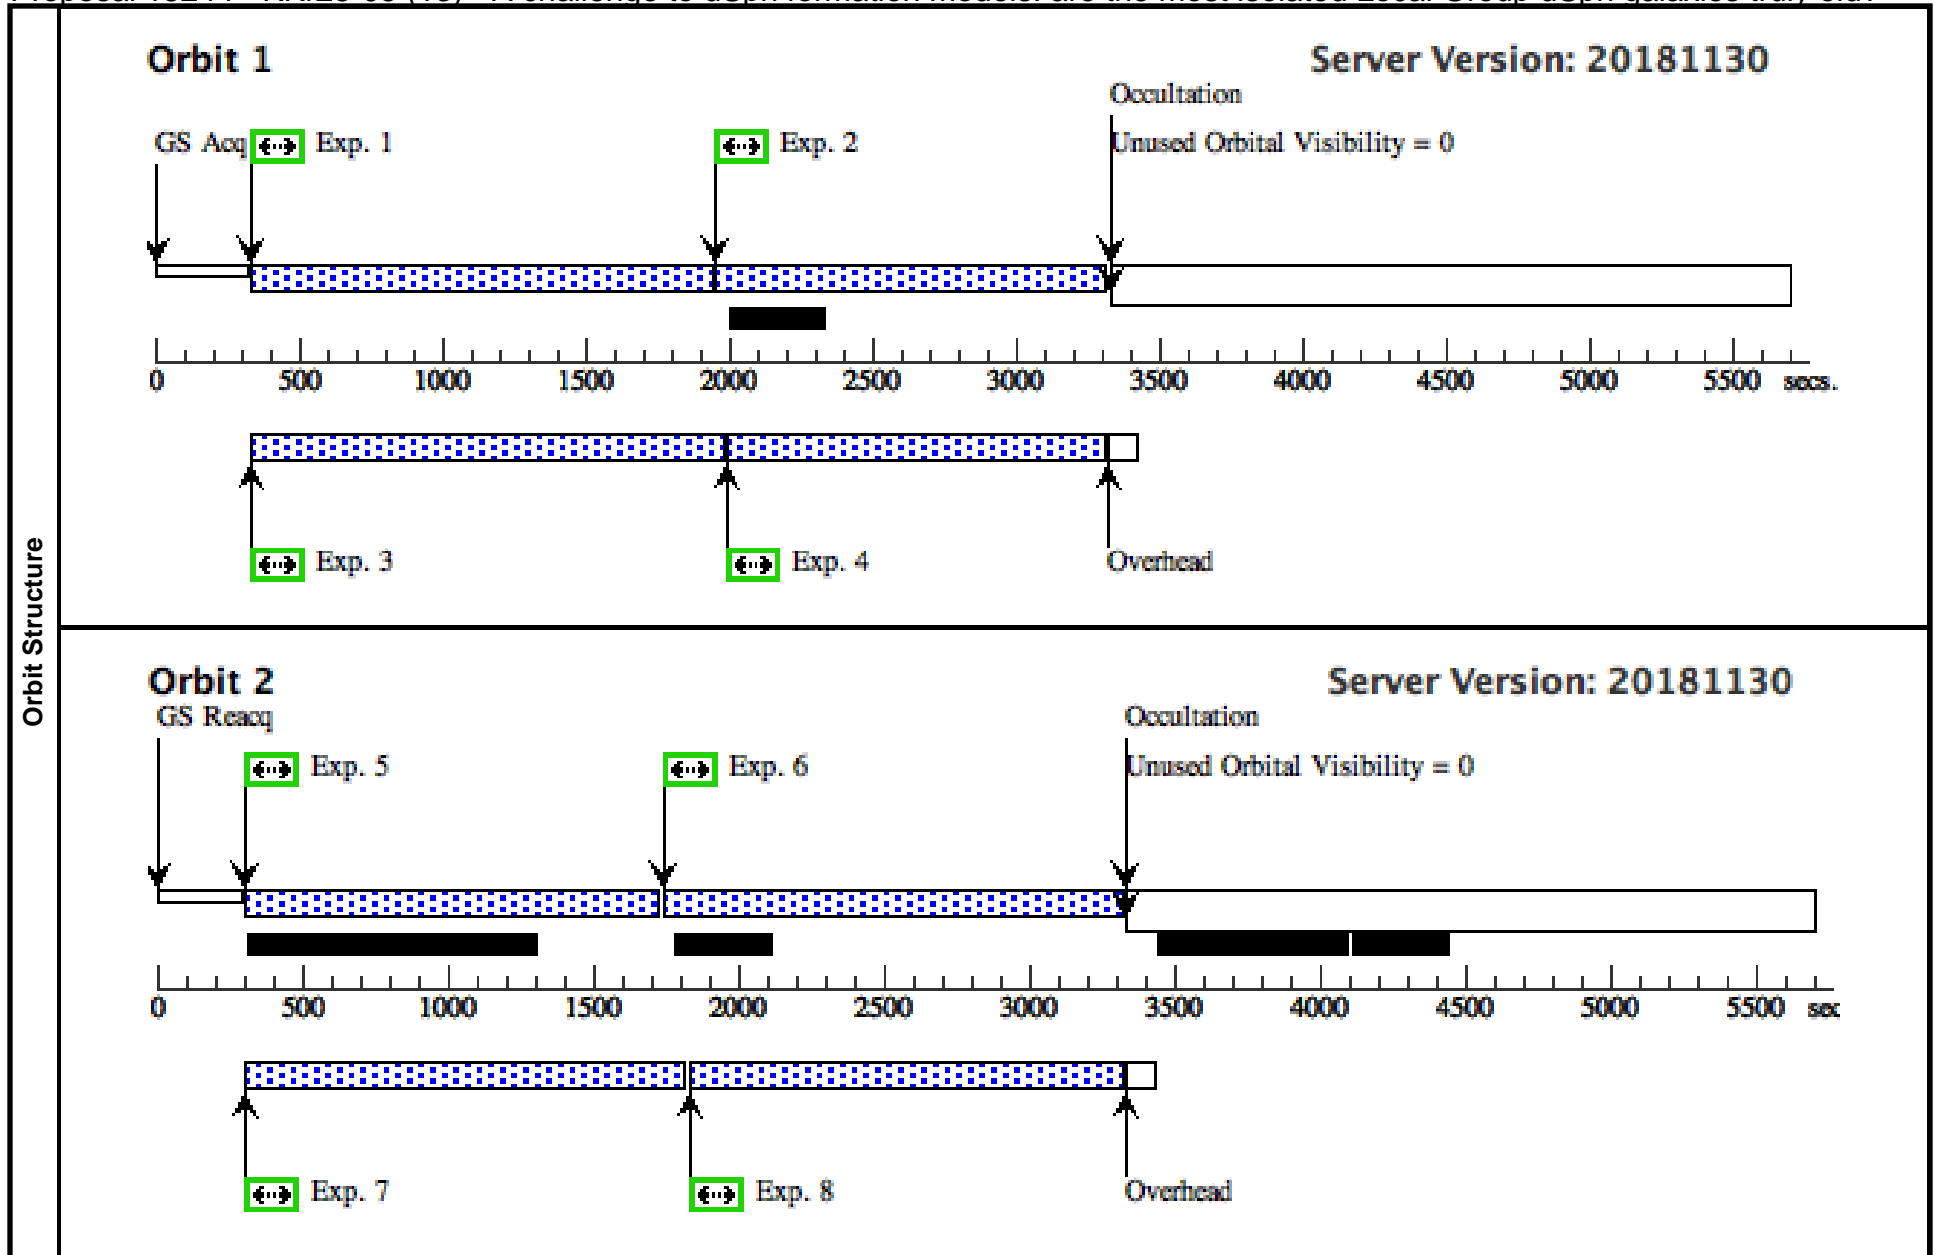 Orbit 1
Server Version: 20181130
Occultation
GS Acq
Exp. 1
Exp. 2
Unused Orbital Visibility = 0
0 500 1000 1500 2000 2500 3000 3500 4000 4500 5000 5500 secs.
Exp. 3
Exp. 4
Overhead
Orbit Structure
Orbit 2
Server Version: 20181130
GS Reacq
Occultation
Exp. 5
Exp. 6
Unused Orbital Visibility = 0
0 500 1000 1500 2000 2500 3000 3500 4000 4500 5000 5500 sec
Exp. 7
Exp. 8
Overhead